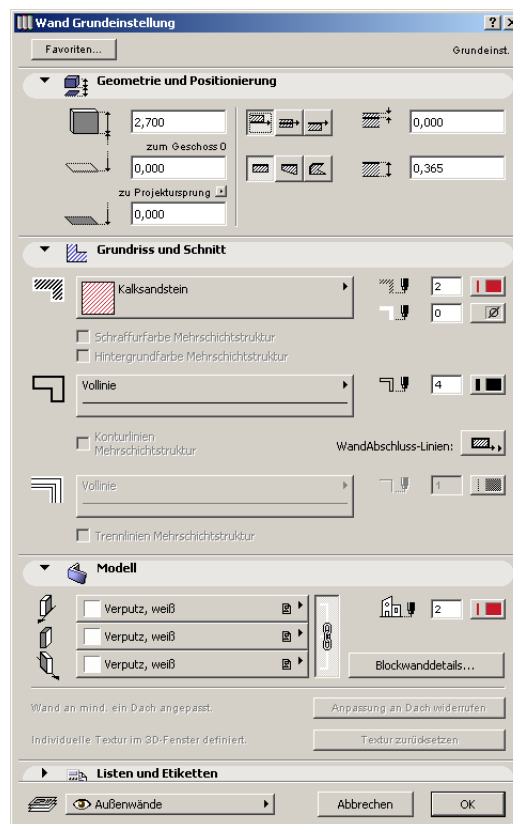 Wand Grundeinstellung
Favoriten... Grundeinst.
Geometrie und Positionierung
2,700 0,000
zum Geschoss 0
0,000 0,365
zu Projektursprung
0,000
Grundriss und Schnitt
Kalksandstein 2
0
Schraffurfarbe Mehrschichtstruktur
Hintergrundfarbe Mehrschichtstruktur
Vollinie 4
Konturlinien
Mehrschichtstruktur
WandAbschluss-Linien:
Vollinie 1
Trennlinien Mehrschichtstruktur
Modell
Verputz, weiß 2
Verputz, weiß
Verputz, weiß Blockwanddetails...
Wand an mind. ein Dach angepasst. Anpassung an Dach widerrufen
Individuelle Textur im 3D-Fenster definiert. Textur zurücksetzen
Listen und Etiketten
Außenwände Abbrechen OK